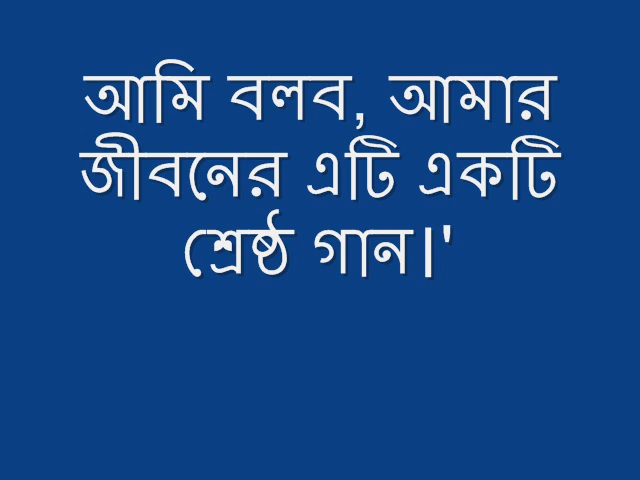 আমি বলব, আমার
জীবনের এটি একটি
শ্রেষ্ঠ গান।'